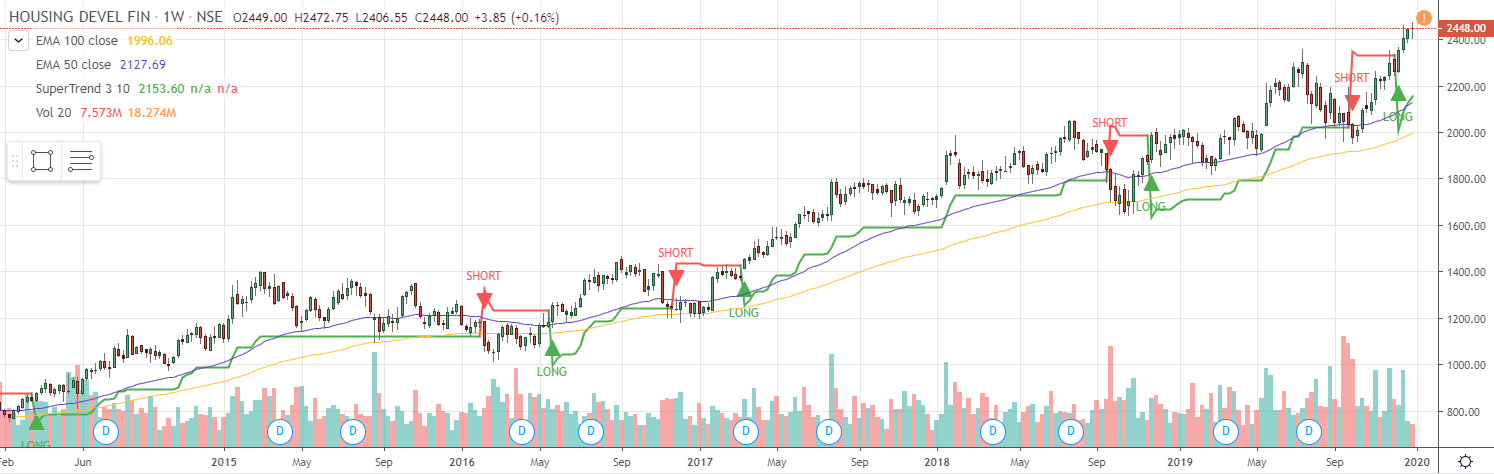 HOUSING DEVEL FIN · 1W · NSE O2449.00 H2472.75 L2406.55 C2448.00 +3.85 (+0.16%)
!
2448.00
EMA 100 close 1996.06
2400.00
EMA 50 close 2127.69
SuperTrend 3 10 2153.60 n/a n/a
2200.00
Vol 20 7.573M 18.274M
SHORT
LONG
SHORT
2000.00
1800.00
LONG
1600.00
SHORT
1400.00
SHORT
LONG
1200.00
LONG
1000.00
800.00
D D D D D D D D D D D
LONG
Feb Jun 2015 May Sep 2016 May Sep 2017 May Sep 2018 May Sep 2019 May Sep 2020